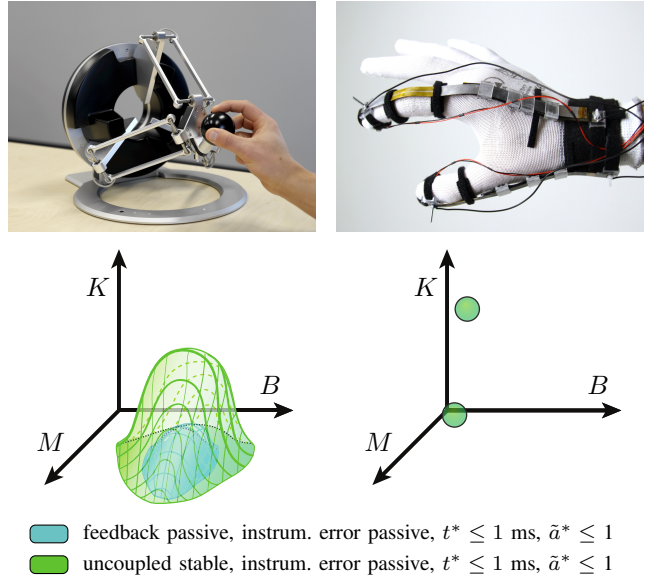 K
B
M
K
B
M
feedback passive, instrum. error passive, t* ≤ 1 ms, ã* ≤ 1
uncoupled stable, instrum. error passive, t* ≤ 1 ms, ã* ≤ 1